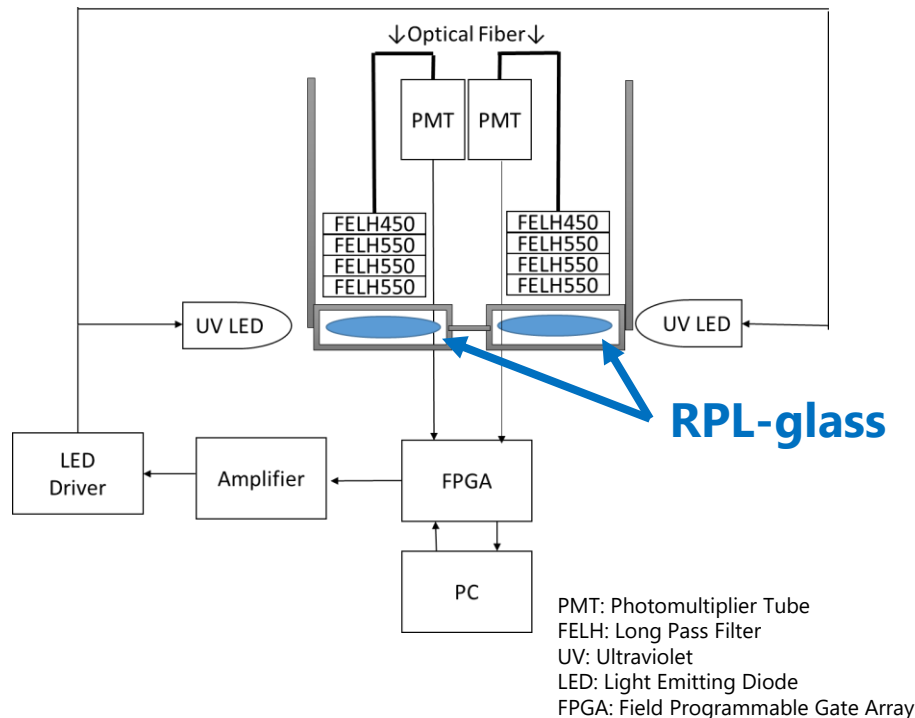 ↓Optical Fiber↓
PMT
PMT
FELH450
FELH550
FELH550
FELH550
FELH450
FELH550
FELH550
FELH550
UV LED
UV LED
RPL-glass
LED
Driver
Amplifier
FPGA
PC
PMT: Photomultiplier Tube
FELH: Long Pass Filter
UV: Ultraviolet
LED: Light Emitting Diode
FPGA: Field Programmable Gate Array